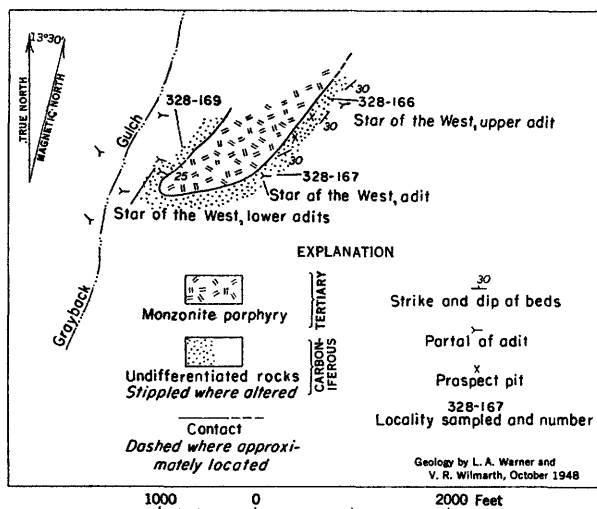 13°30'
TRUE NORTH
MAGNETIC NORTH
Gulch
Grayback
328-169
30
328-166
30
Star of the West, upper adit
30
328-167
25
Star of the West, adit
Star of the West, lower adits
EXPLANATION
Monzonite porphyry
TERTIARY
Undifferentiated rocks
Stippled where altered
CARBON-
IFEROUS
Contact
Dashed where approxi-
mately located
30
Strike and dip of beds
Portal of adit
Prospect pit
328-167
Locality sampled and number
Geology by L. A. Warner and
V. R. Wilmarth, October 1948
1000 0 2000 Feet